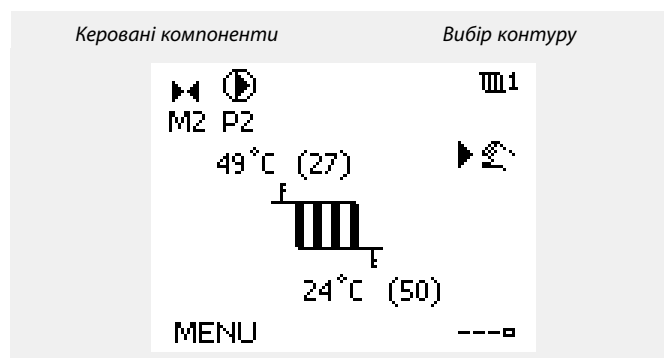 Керовані компоненти Вибір контуру
1
M2 P2
49°C (27)
24°C (50)
MENU ---